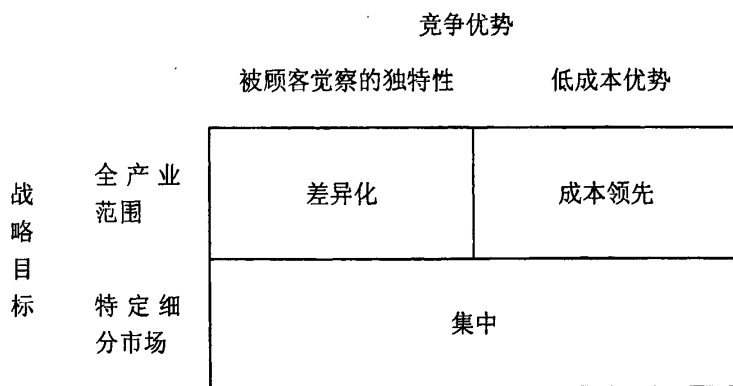 竞争优势
被顾客觉察的独特性 低成本优势
战略目标
全产业
范围
差异化 成本领先
特定细
分市场
集中